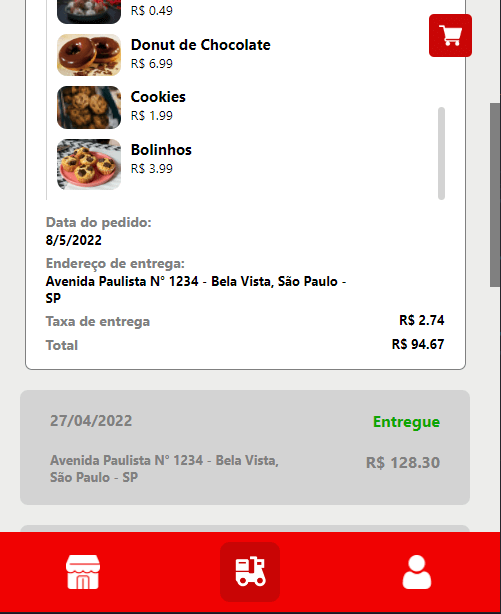 R$ 0.49
Donut de Chocolate
R$ 6.99
Cookies
R$ 1.99
Bolinhos
R$ 3.99
Data do pedido:
8/5/2022
Endereço de entrega:
Avenida Paulista N° 1234 - Bela Vista, São Paulo -
SP
Taxa de entrega R$ 2.74
Total R$ 94.67
27/04/2022 Entregue
Avenida Paulista N° 1234 - Bela Vista,
São Paulo - SP
R$ 128.30